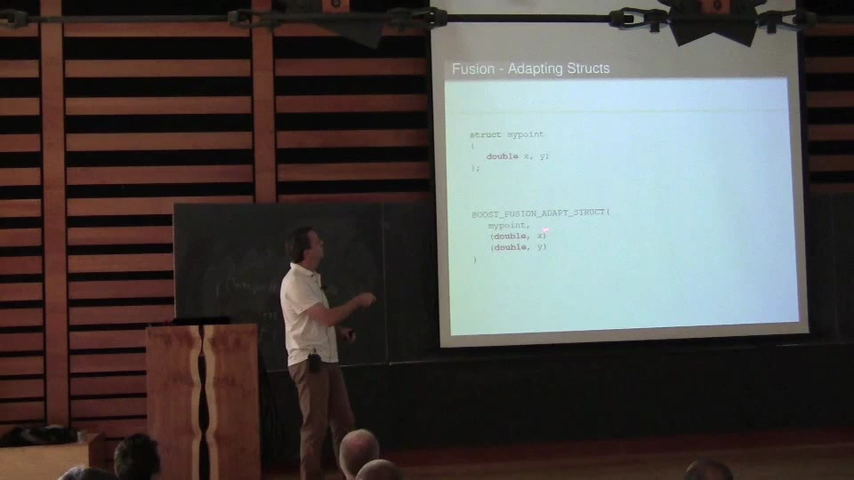 Fusion - Adapting Structs
struct mypoint
{
double x, y;
};
BOOST_FUSION_ADAPT_STRUCT(
mypoint,
(double, x)
(double, y)
)